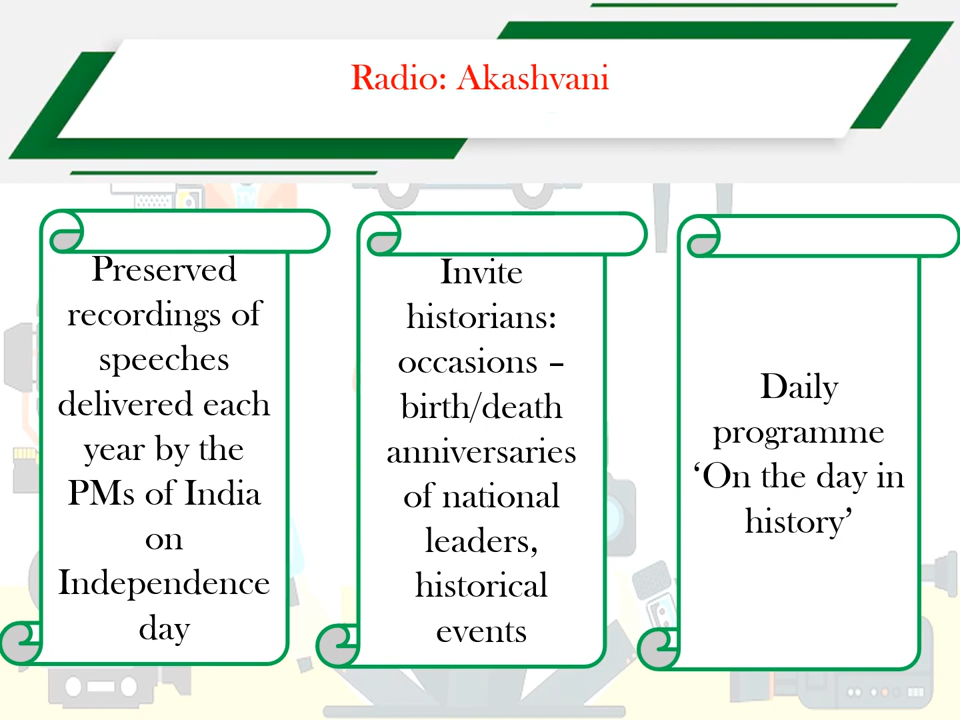 Radio: Akashvani
Preserved
recordings of
speeches
delivered each
year by the
PMs of India
on
Independence
day
Invite
historians:
occasions –
birth/death
anniversaries
of national
leaders,
historical
events
Daily
programme
‘On the day in
history’